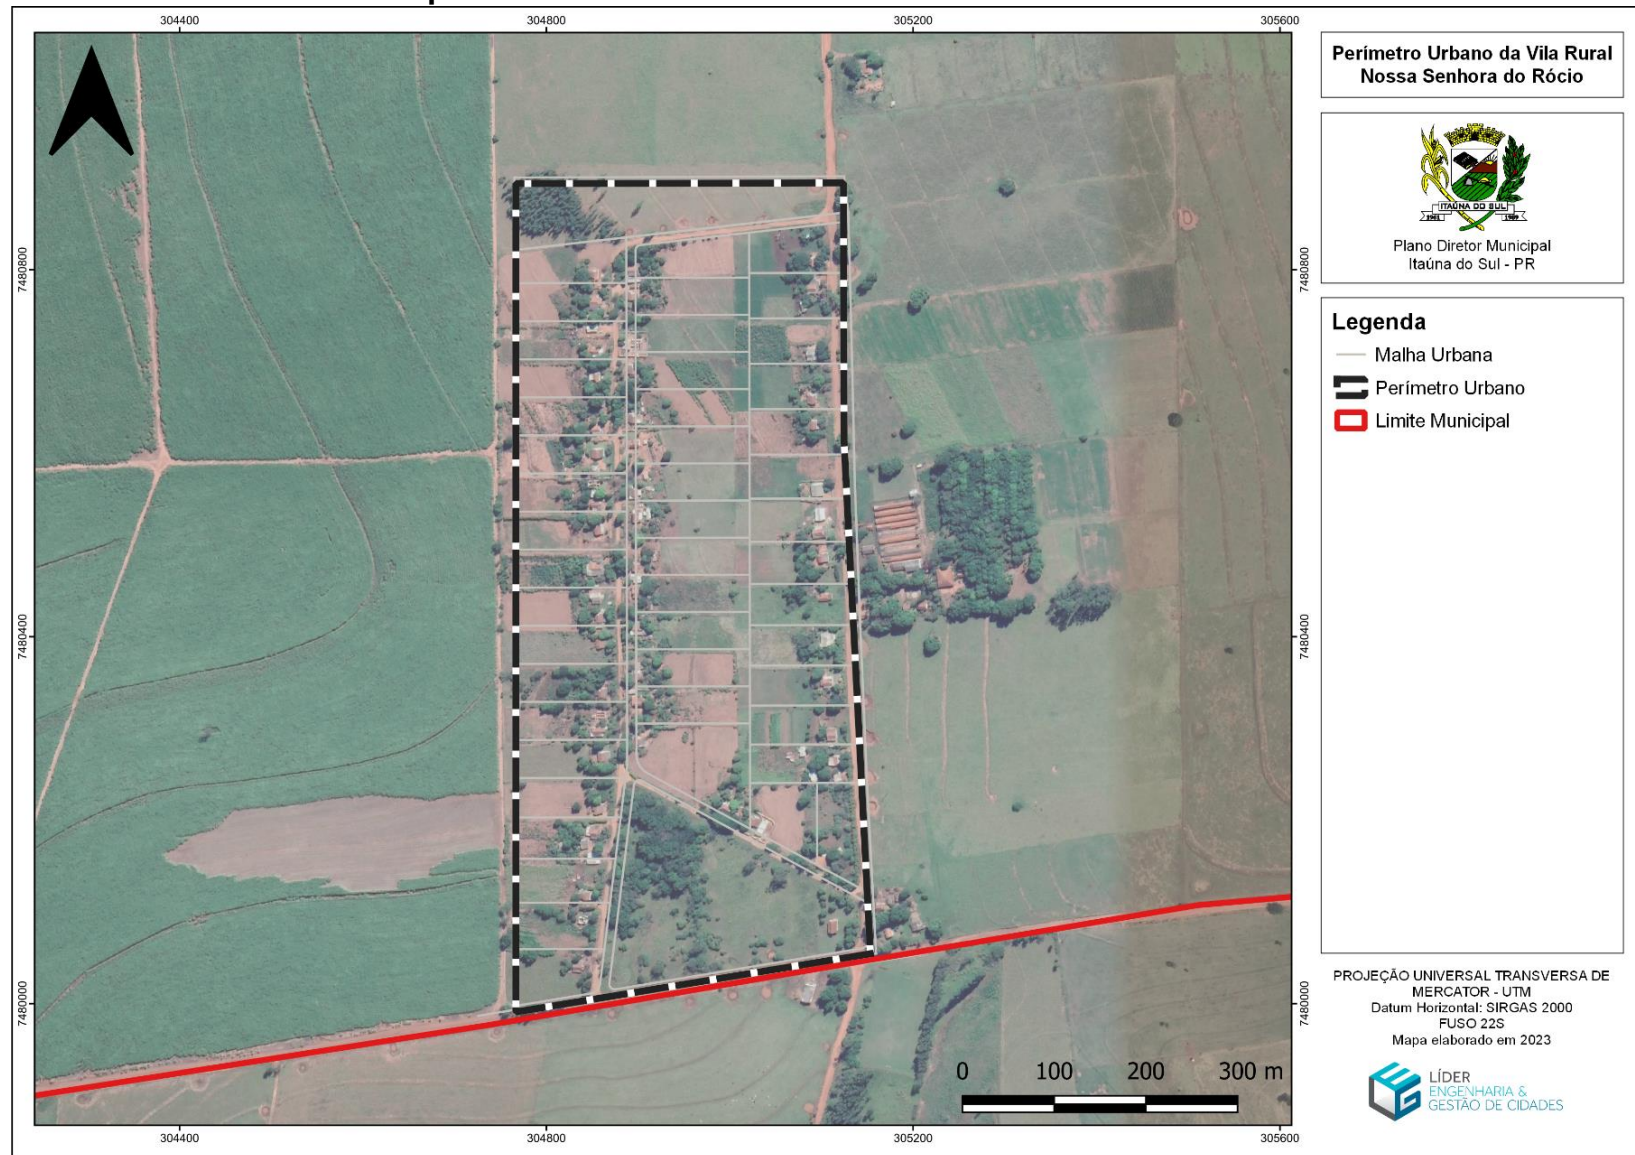 304400
304800
305200
305600
7480800
7480400
7480000
7480800
7480400
7480000
304400
304800
305200
305600
0 100 200 300 m
Perímetro Urbano da Vila Rural
Nossa Senhora do Rócio
ITAÚNA DO SUL
1961
Plano Diretor Municipal
Itaúna do Sul - PR
Legenda
Malha Urbana
Perímetro Urbano
Limite Municipal
PROJEÇÃO UNIVERSAL TRANSVERSA DE
MERCATOR - UTM
Datum Horizontal: SIRGAS 2000
FUSO 22S
Mapa elaborado em 2023
LÍDER
ENGENHARIA &
GESTÃO DE CIDADES